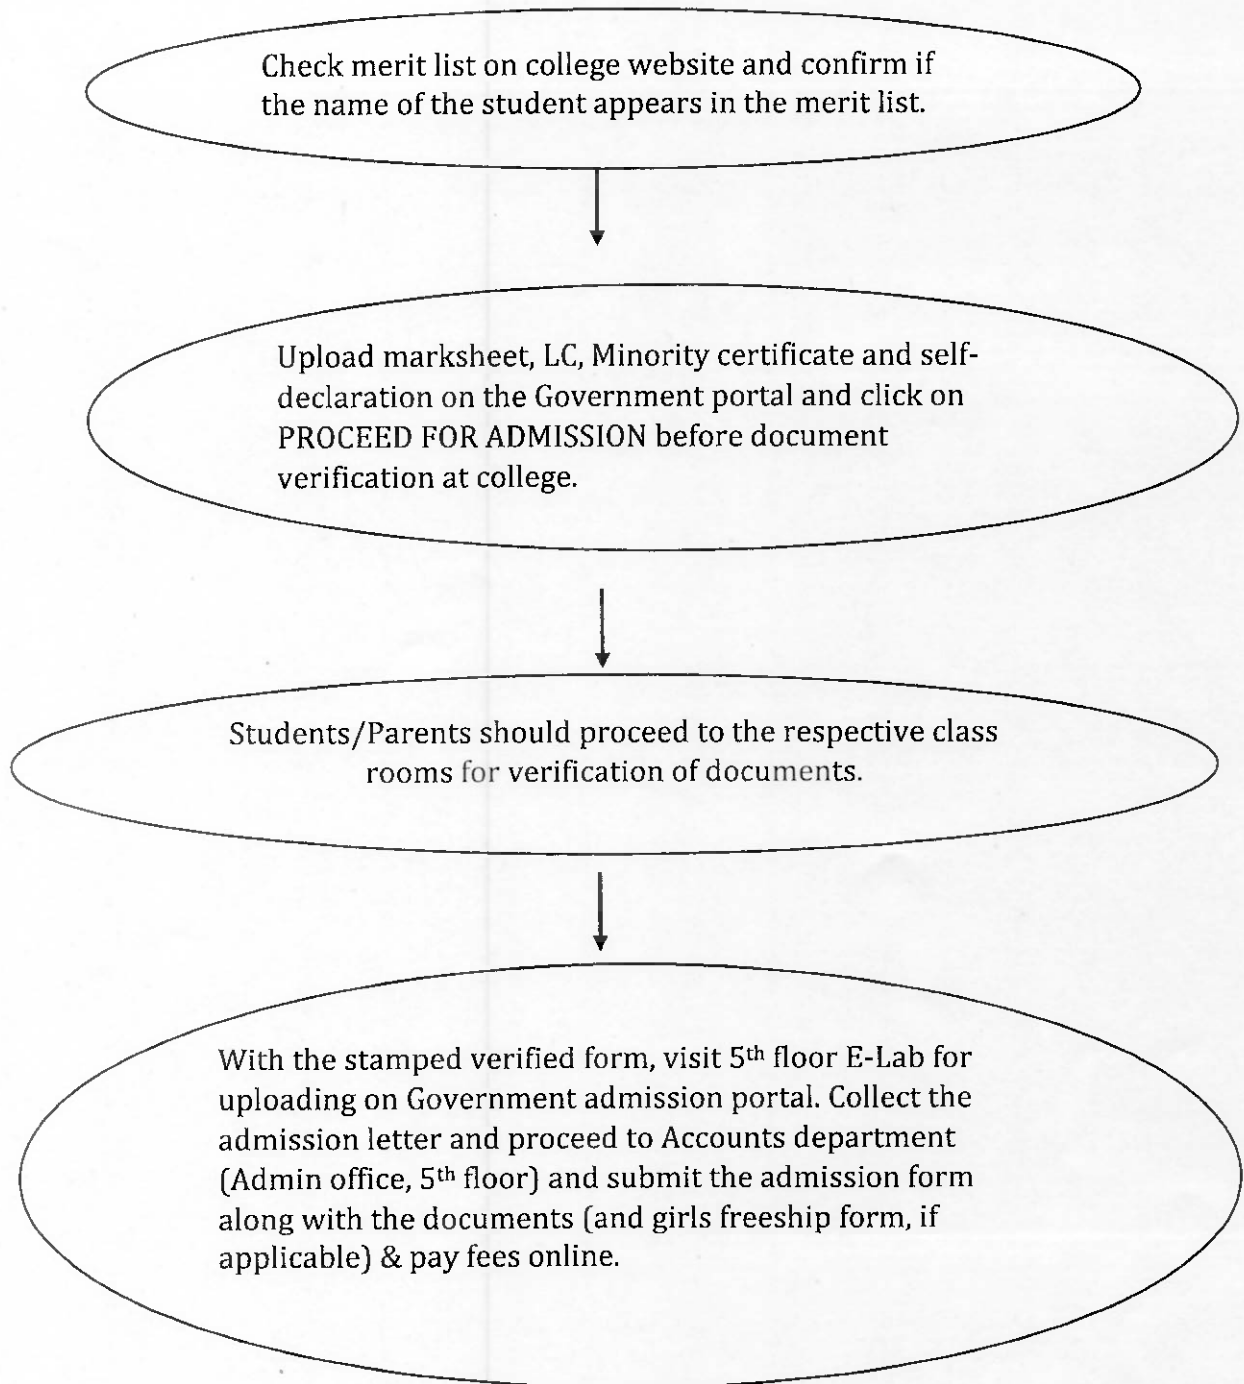 Check merit list on college website and confirm if
the name of the student appears in the merit list.
Upload marksheet, LC, Minority certificate and self-
declaration on the Government portal and click on
PROCEED FOR ADMISSION before document
verification at college.
Students/Parents should proceed to the respective class
rooms for verification of documents.
With the stamped verified form, visit 5th floor E-Lab for
uploading on Government admission portal. Collect the
admission letter and proceed to Accounts department
(Admin office, 5th floor) and submit the admission form
along with the documents (and girls freeship form, if
applicable) & pay fees online.